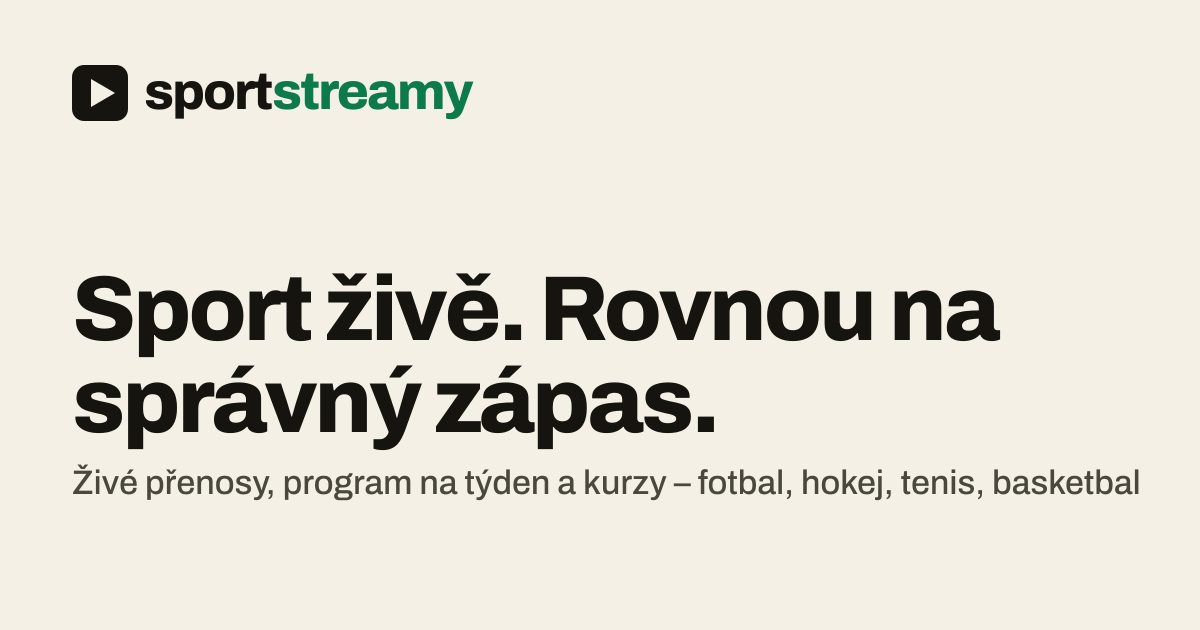 sportstreamy
Sport živě. Rovnou na
správný zápas.
Živé přenosy, program na týden a kurzy – fotbal, hokej, tenis, basketbal